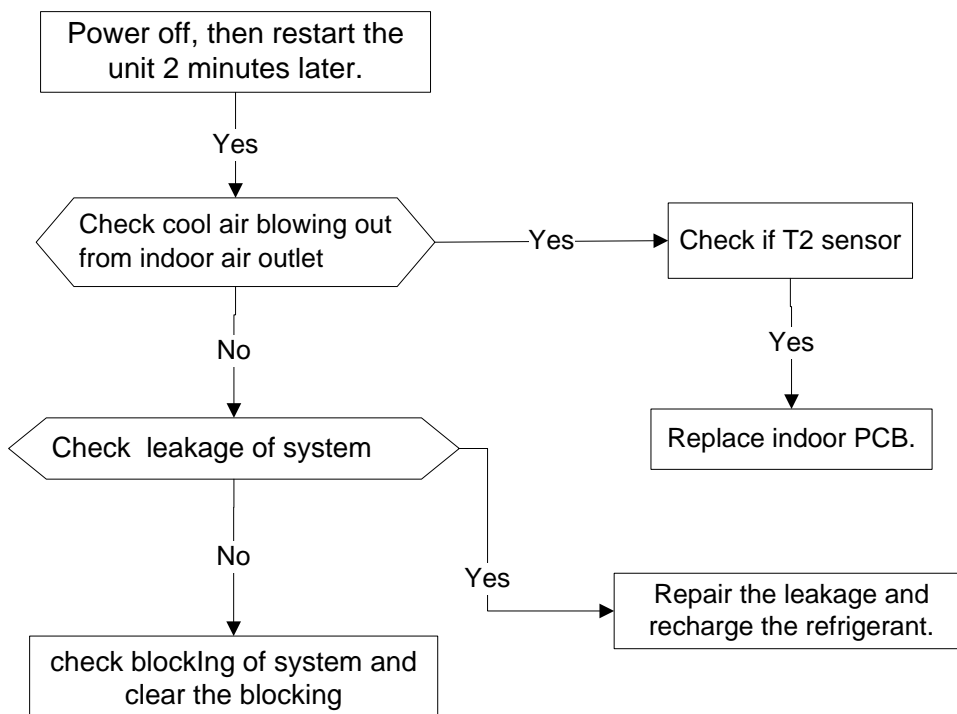 Power off, then restart the
unit 2 minutes later.
Yes
Check cool air blowing out
from indoor air outlet
Yes
Check if T2 sensor
Yes
No
Replace indoor PCB.
Check leakage of system
No
Yes
Repair the leakage and
recharge the refrigerant.
check blockIng of system and
clear the blocking